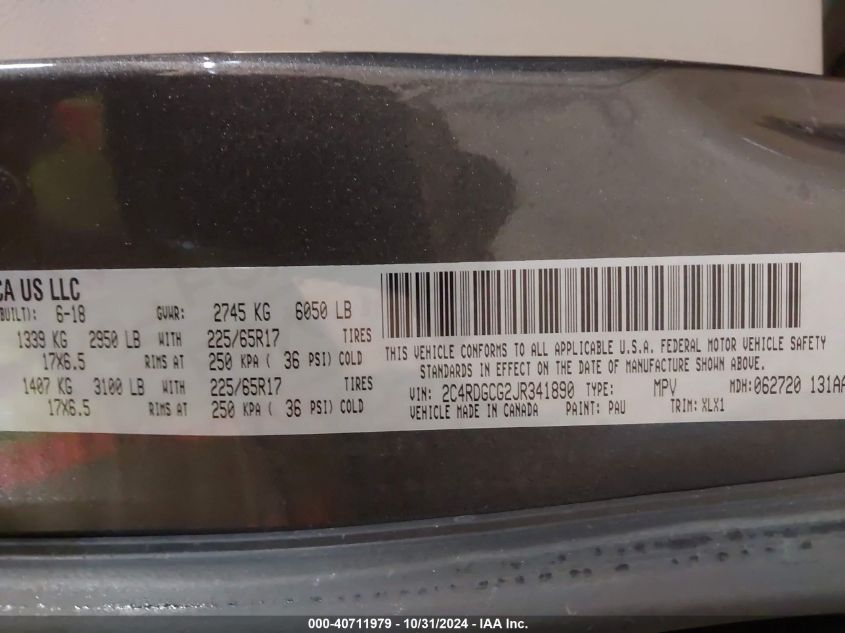 CA US LLC
BUILT): 6-18 GVWR: 2745 KG 6050 LB
1339 KG 2950 LB WITH 225/65R17 TIRES
17X6.5 RIMS AT 250 KPA ( 36 PSI) COLD
1407 KG 3100 LB WITH 225/65R17 TIRES
17X6.5 RIMS AT 250 KPA ( 36 PSI) COLD
THIS VEHICLE CONFORMS TO ALL APPLICABLE U.S.A. FEDERAL MOTOR VEHICLE SAFETY
STANDARDS IN EFFECT ON THE DATE OF MANUFACTURE SHOWN ABOVE.
VIN: 2C4RDGCG2JR341890 TYPE: MPV MDH: 062720 131AA
VEHICLE MADE IN CANADA PAINT: PAU TRIM: XLX1
000-40711979 - 10/31/2024 - IAA Inc.